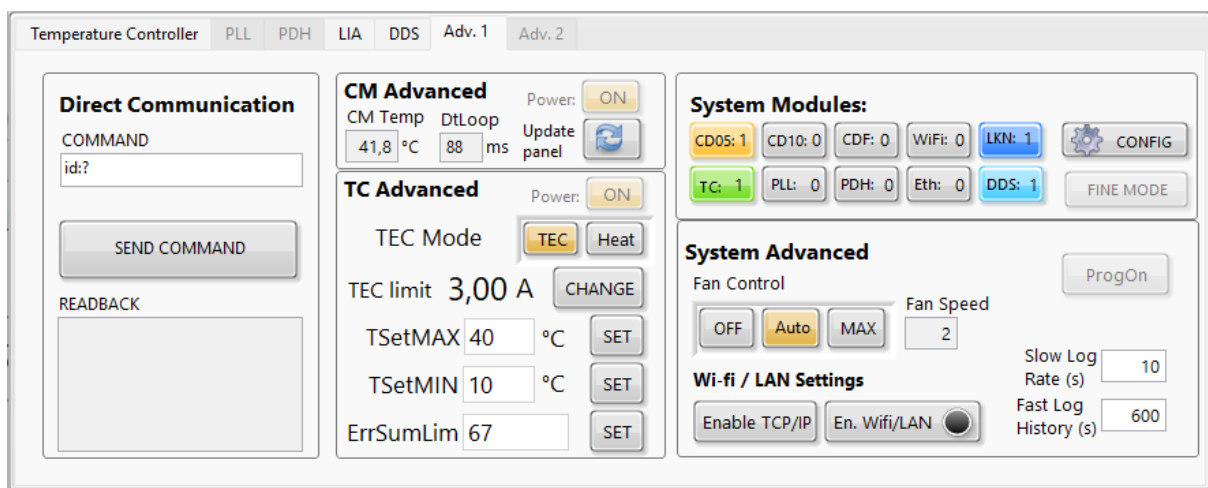 Temperature Controller PLL PDH LIA DDS Adv. 1 Adv. 2
Direct Communication
COMMAND
id:?
SEND COMMAND
READBACK
CM Advanced
Power: ON
CM Temp DtLoop
41,8 °C 88 ms
Update
panel
TC Advanced
Power: ON
TEC Mode TEC Heat
TEC limit 3,00 A CHANGE
TSetMAX 40 °C SET
TSetMIN 10 °C SET
ErrSumLim 67 SET
System Modules:
CD05: 1 CD10: 0 CDF: 0 WiFi: 0 LKN: 1 CONFIG
TC: 1 PLL: 0 PDH: 0 Eth: 0 DDS: 1 FINE MODE
System Advanced
ProgOn
Fan Control
OFF Auto MAX
Fan Speed
2
Wi-fi / LAN Settings
Enable TCP/IP En. Wifi/LAN
Slow Log
Rate (s) 10
Fast Log
History (s) 600